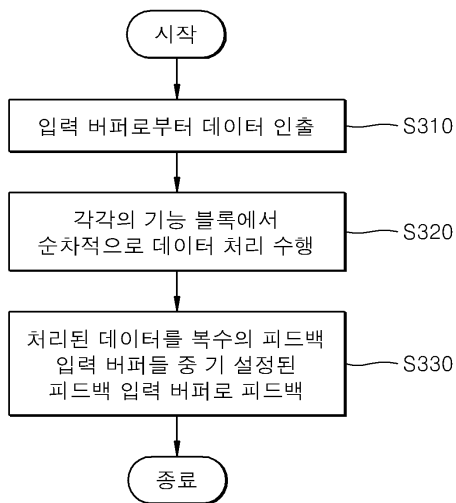 시작
입력 버퍼로부터 데이터 인출
S310
각각의 기능 블록에서
순차적으로 데이터 처리 수행
S320
처리된 데이터를 복수의 피드백
입력 버퍼들 중 기 설정된
피드백 입력 버퍼로 피드백
S330
종료